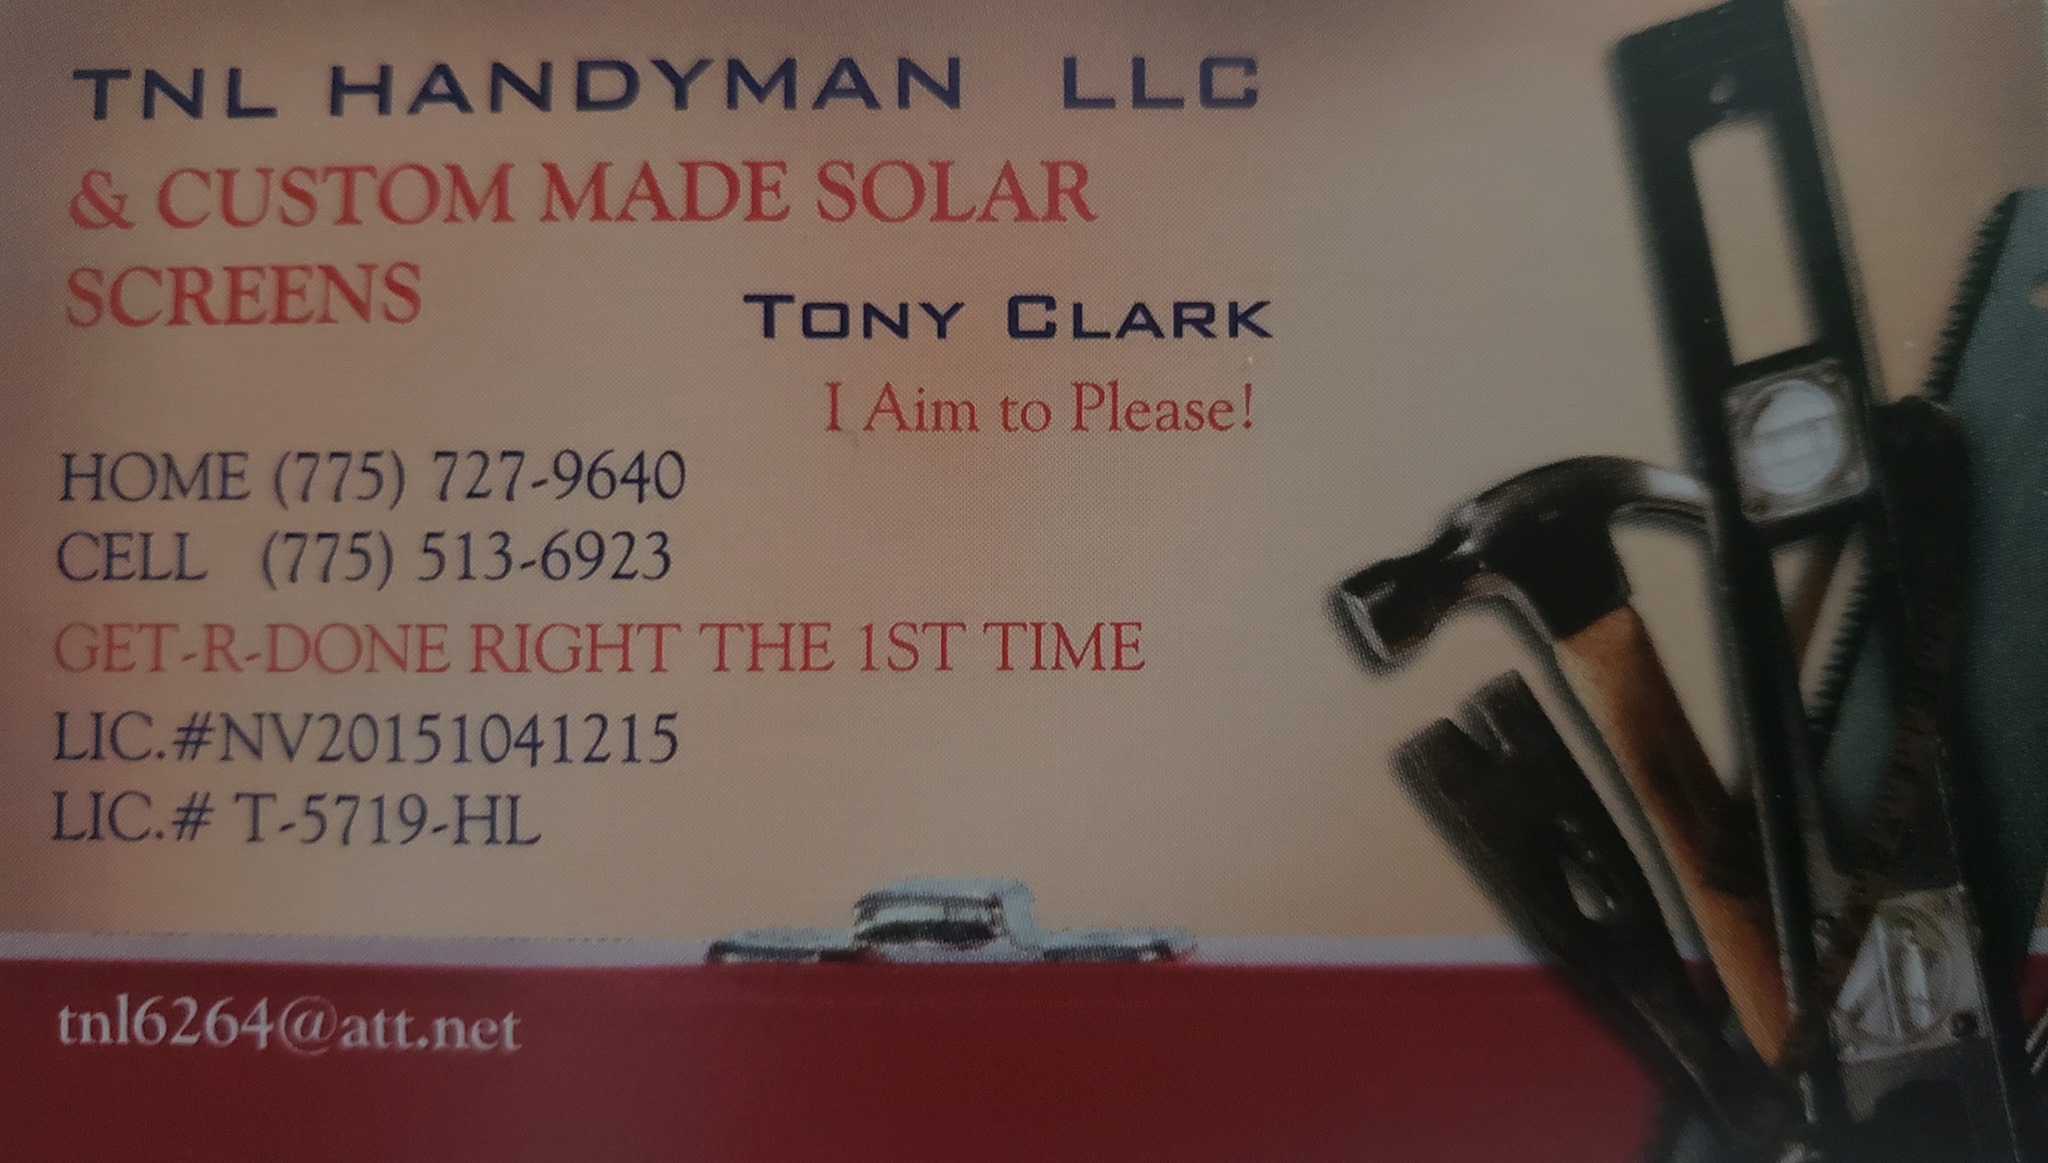 TNL HANDYMAN LLC
& CUSTOM MADE SOLAR
SCREENS
TONY CLARK
I Aim to Please!
HOME (775) 727-9640
CELL (775) 513-6923
GET-R-DONE RIGHT THE 1ST TIME
LIC.#NV20151041215
LIC.# T-5719-HL
tnl6264@att.net